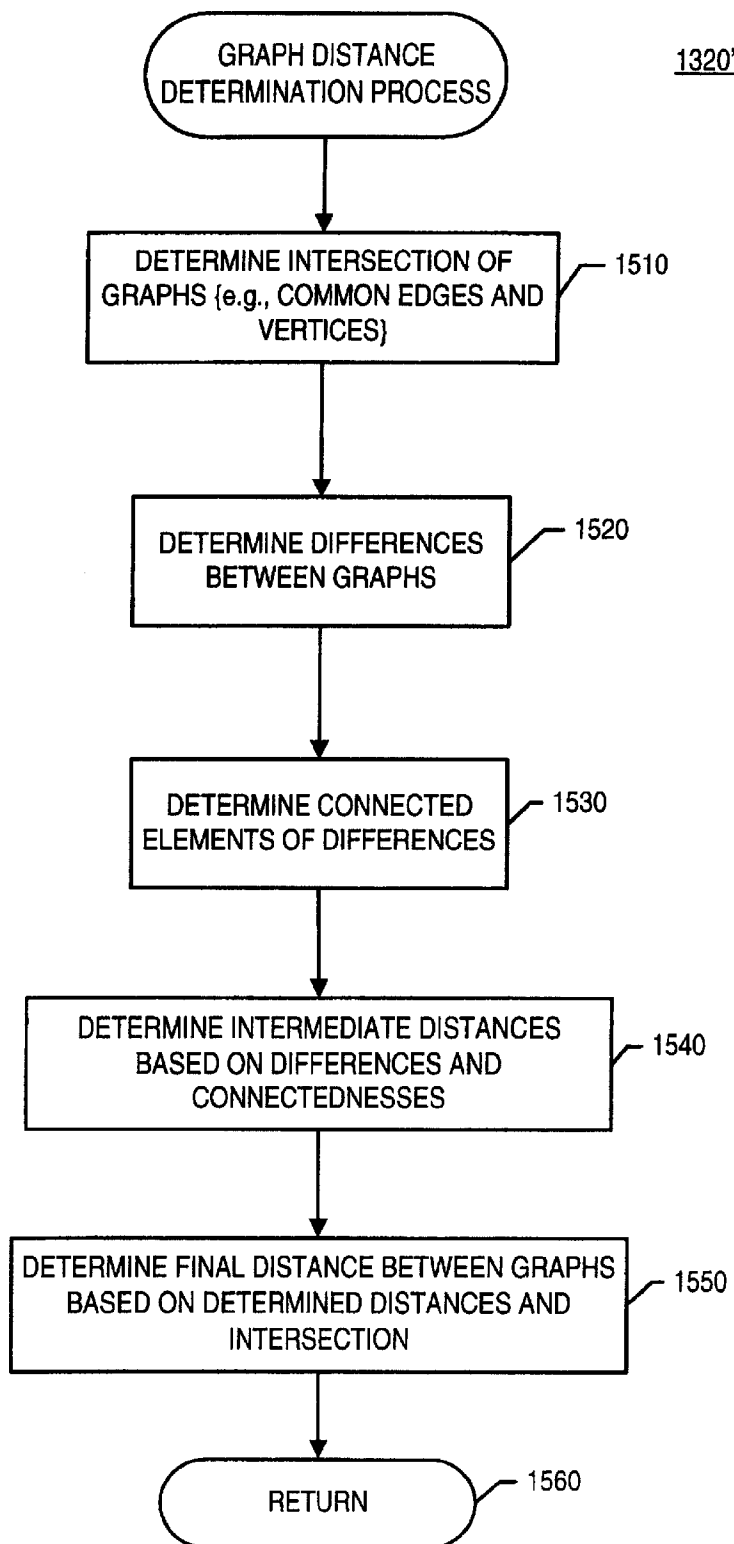 GRAPH DISTANCE
DETERMINATION PROCESS
1320'
DETERMINE INTERSECTION OF
GRAPHS {e.g., COMMON EDGES AND
VERTICES}
1510
DETERMINE DIFFERENCES
BETWEEN GRAPHS
1520
DETERMINE CONNECTED
ELEMENTS OF DIFFERENCES
1530
DETERMINE INTERMEDIATE DISTANCES
BASED ON DIFFERENCES AND
CONNECTEDNESSES
1540
DETERMINE FINAL DISTANCE BETWEEN GRAPHS
BASED ON DETERMINED DISTANCES AND
INTERSECTION
1550
RETURN
1560